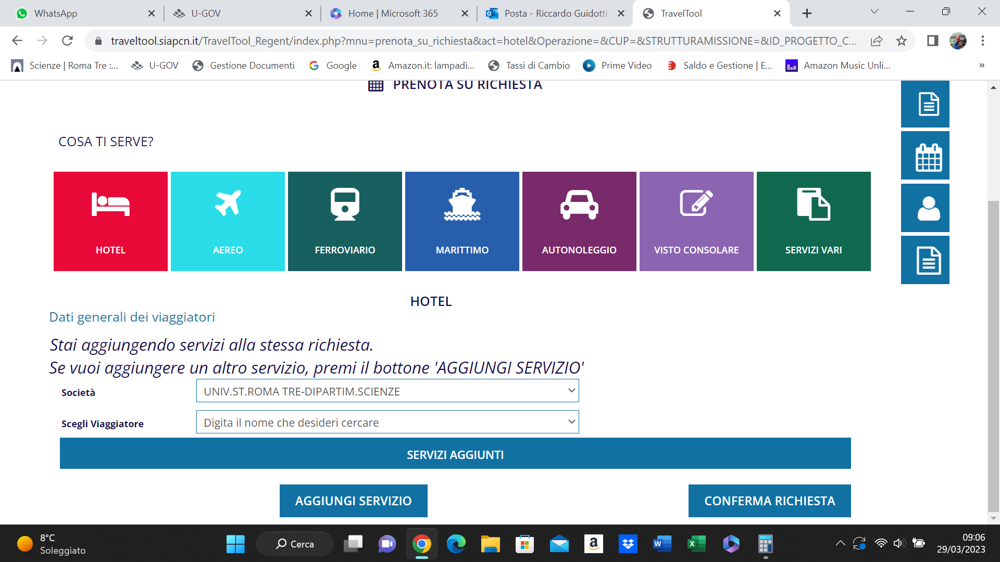 WhatsApp
U-GOV
Home | Microsoft 365
Posta - Riccardo Guidotti
TravelTool
traveltool.siapcn.it/TravelTool_Regent/index.php?mnu=prenota_su_richiesta&act=hotel&Operazione=&CUP=&STRUTTURAMISSIONE=&ID_PROGETTO_C...
Scienze | Roma Tre :...
U-GOV
Gestione Documenti
Google
Amazon.it: lampadi...
Tassi di Cambio
Prime Video
Saldo e Gestione | E...
Amazon Music Unli...
»
PRENOTA SU RICHIESTA
COSA TI SERVE?
HOTEL
AEREO
FERROVIARIO
MARITTIMO
AUTONOLEGGIO
VISTO CONSOLARE
SERVIZI VARI
HOTEL
Dati generali dei viaggiatori
Stai aggiungendo servizi alla stessa richiesta.
Se vuoi aggiungere un altro servizio, premi il bottone 'AGGIUNGI SERVIZIO'
Società
UNIV.ST.ROMA TRE-DIPARTIM.SCIENZE
Scegli Viaggiatore
Digita il nome che desideri cercare
SERVIZI AGGIUNTI
AGGIUNGI SERVIZIO
CONFERMA RICHIESTA
8°C
Soleggiato
Cerca
09:06
29/03/2023